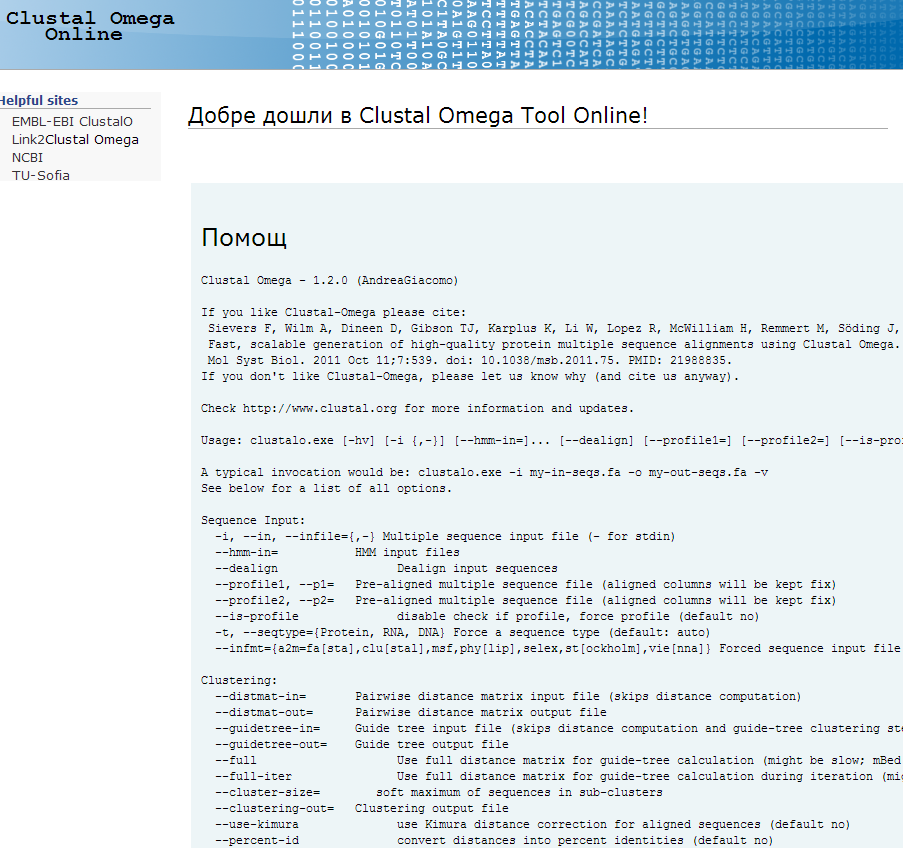 Clustal Omega
Online
Helpful sites
EMBL-EBI ClustalO
Link2Clustal Omega
NCBI
TU-Sofia
Добре дошли в Clustal Omega Tool Online!
Помощ
Clustal Omega - 1.2.0 (AndreaGiacomo)
If you like Clustal-Omega please cite:
Sievers F, Wilm A, Dineen D, Gibson TJ, Karplus K, Li W, Lopez R, McWilliam H, Remmert M, Söding J,
Fast, scalable generation of high-quality protein multiple sequence alignments using Clustal Omega.
Mol Syst Biol. 2011 Oct 11;7:539. doi: 10.1038/msb.2011.75. PMID: 21988835.
If you don't like Clustal-Omega, please let us know why (and cite us anyway).
Check http://www.clustal.org for more information and updates.
Usage: clustalo.exe [-hv] [-i {,-}] [--hmm-in=]... [--dealign] [--profile1=] [--profile2=] [--is-pro
A typical invocation would be: clustalo.exe -i my-in-seqs.fa -o my-out-seqs.fa -v
See below for a list of all options.
Sequence Input:
-i, --in, --infile={,-} Multiple sequence input file (- for stdin)
--hmm-in= HMM input files
--dealign Dealign input sequences
--profile1, --p1= Pre-aligned multiple sequence file (aligned columns will be kept fix)
--profile2, --p2= Pre-aligned multiple sequence file (aligned columns will be kept fix)
--is-profile disable check if profile, force profile (default no)
-t, --seqtype={Protein, RNA, DNA} Force a sequence type (default: auto)
--infmt={a2m=fa[sta],clu[stal],msf,phy[lip],selex,st[ockholm],vie[nna]} Forced sequence input file
Clustering:
--distmat-in= Pairwise distance matrix input file (skips distance computation)
--distmat-out= Pairwise distance matrix output file
--guidetree-in= Guide tree input file (skips distance computation and guide-tree clustering ste
--guidetree-out= Guide tree output file
--full Use full distance matrix for guide-tree calculation (might be slow; mBed
--full-iter Use full distance matrix for guide-tree calculation during iteration (mi
--cluster-size= soft maximum of sequences in sub-clusters
--clustering-out= Clustering output file
--use-kimura use Kimura distance correction for aligned sequences (default no)
--percent-id convert distances into percent identities (default no)